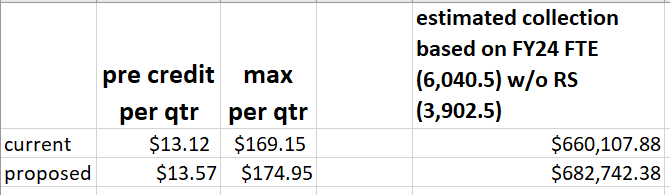 pre credit per qtr
max per qtr
estimated collection
based on FY24 FTE
(6,040.5) w/o RS
(3,902.5)
current $13.12 $169.15 $660,107.88
proposed $13.57 $174.95 $682,742.38